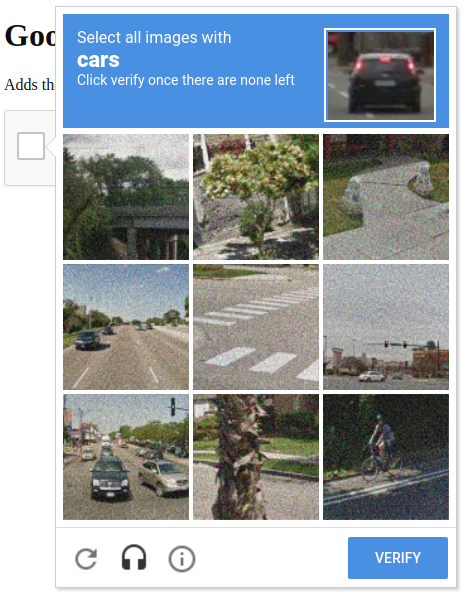 Goo
Adds th
Select all images with
cars
Click verify once there are none left
VERIFY